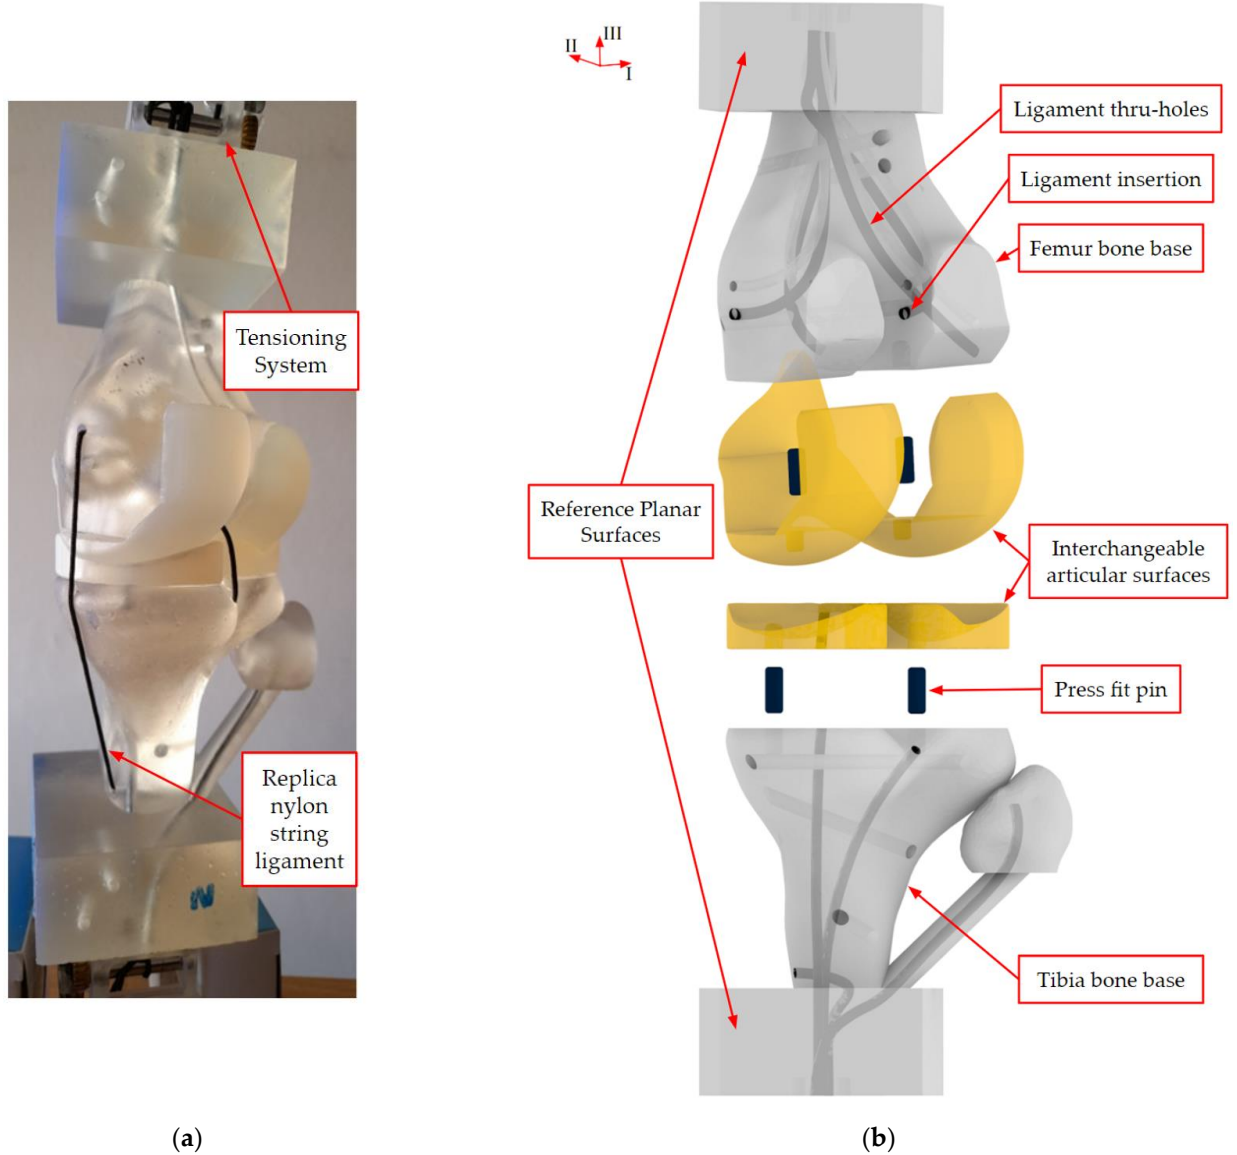 III
II
I
Ligament thru-holes
Ligament insertion
Femur bone base
Tensioning
System
Reference Planar
Surfaces
Interchangeable
articular surfaces
Press fit pin
Replica
nylon
string
ligament
N
Tibia bone base
(a)
(b)